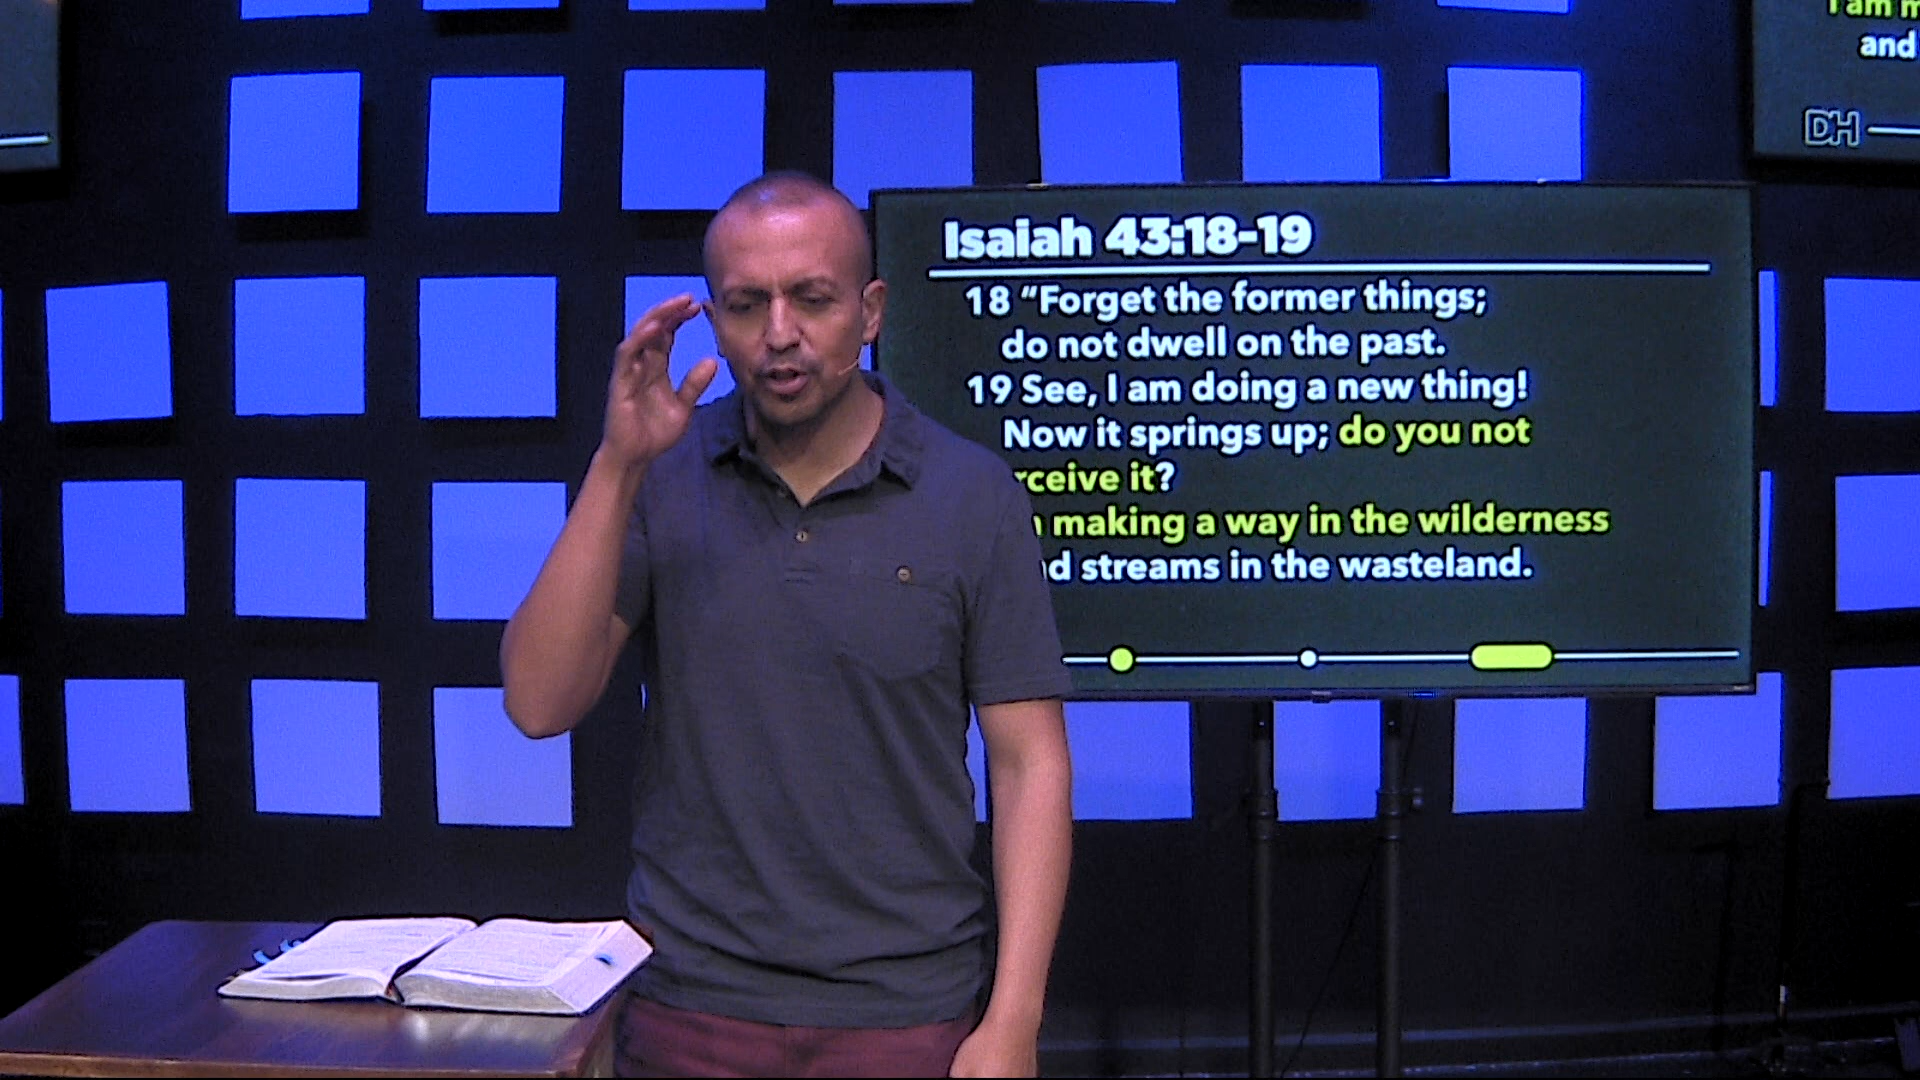 Isaiah 43:18-19
18 “Forget the former things;
do not dwell on the past.
19 See, I am doing a new thing!
Now it springs up; do you not
rceive it?
making a way in the wilderness
d streams in the wasteland.
I am m
and
DH